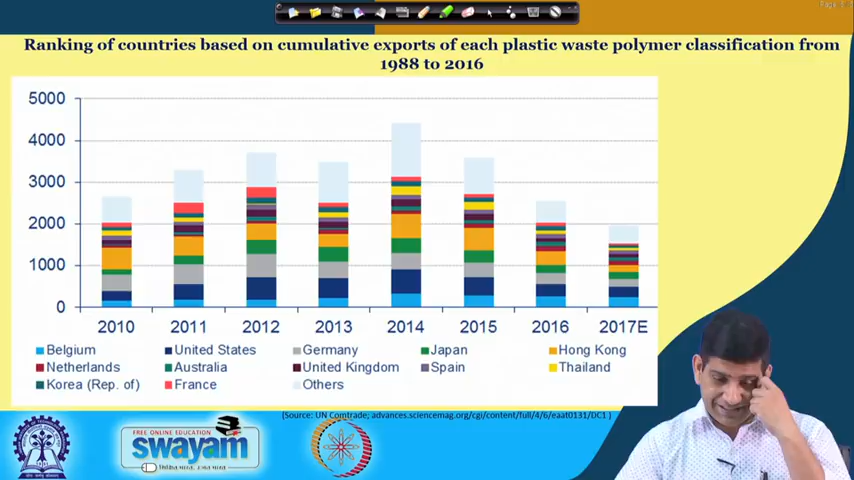 Ranking of countries based on cumulative exports of each plastic waste polymer classification from
1988 to 2016
5000
4000
3000
2000
1000
0
2010 2011 2012 2013 2014 2015 2016 2017E
Belgium United States Germany Japan Hong Kong
Netherlands Australia United Kingdom Spain Thailand
Korea (Rep. of) France Others
[Source: UN Comtrade; advances.sciencemag.org/cgi/content/full/4/6/eaat0131/DC1 ]
FREE ONLINE EDUCATION
swayam